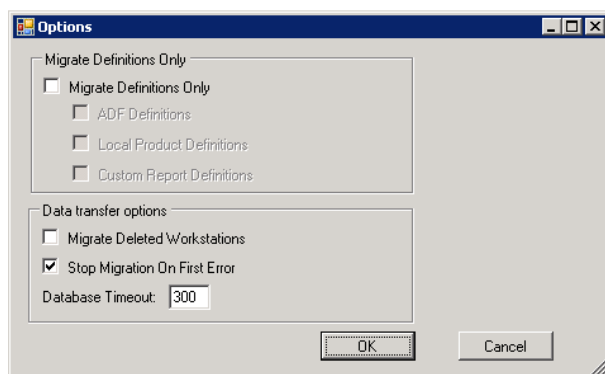 Options
Migrate Definitions Only
Migrate Definitions Only
ADF Definitions
Local Product Definitions
Custom Report Definitions
Data transfer options
Migrate Deleted Workstations
Stop Migration On First Error
Database Timeout: 300
OK Cancel